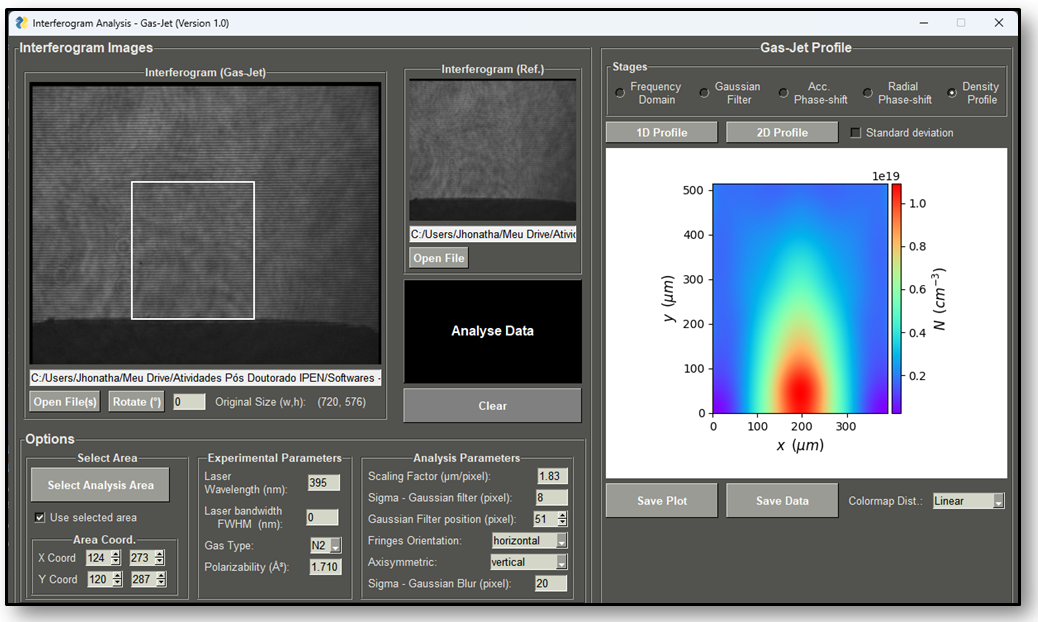 Interferogram Analysis - Gas-Jet (Version 1.0)
Interferogram Images
Interferogram (Gas-Jet)
C:/Users/Jhonatha/Meu Drive/Atividades Pós Doutorado IPEN/Softwares -
Open File(s)
Rotate (°)
0
Original Size (w,h): (720, 576)
Interferogram (Ref.)
C:/Users/Jhonatha/Meu Drive/Ativid
Open File
Analyse Data
Clear
Options
Select Area
Select Analysis Area
Use selected area
Area Coord.
X Coord 124 273
Y Coord 120 287
Experimental Parameters
Laser
Wavelength (nm): 395
Laser bandwidth
FWHM (nm): 0
Gas Type: N2
Polarizability (Å³): 1.710
Analysis Parameters
Scaling Factor (µm/pixel): 1.83
Sigma - Gaussian filter (pixel): 8
Gaussian Filter position (pixel): 51
Fringes Orientation: horizontal
Axisymmetric: vertical
Sigma - Gaussian Blur (pixel): 20
Gas-Jet Profile
Stages
Frequency
Domain
Gaussian
Filter
Acc.
Phase-shift
Radial
Phase-shift
Density
Profile
1D Profile
2D Profile
Standard deviation
1e19
500
400
300
200
100
0
y (µm)
0 100 200 300
x (µm)
1.0
0.8
0.6
0.4
0.2
N (cm⁻³)
Save Plot
Save Data
Colormap Dist.: Linear